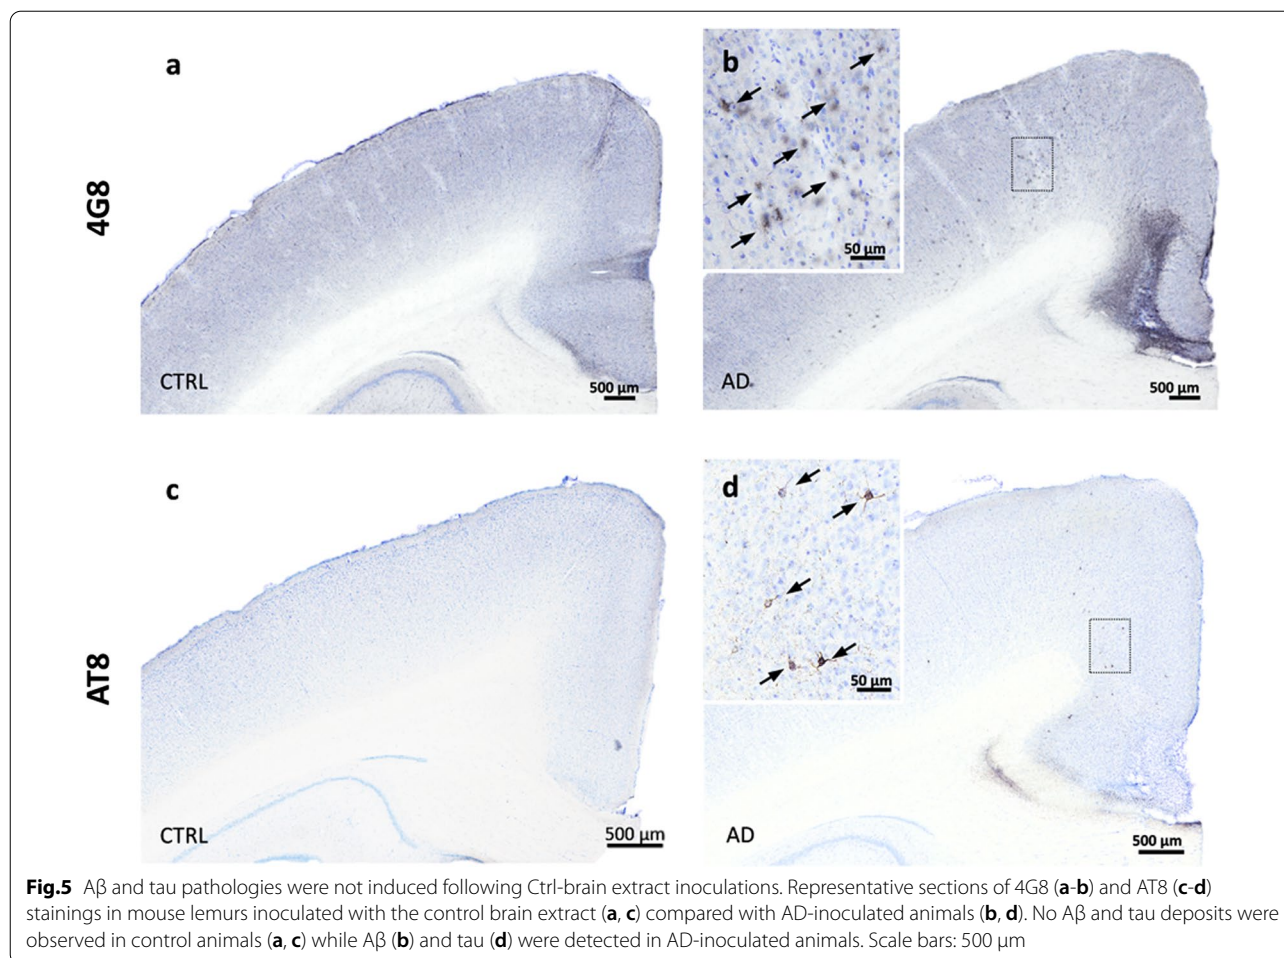 a
b
4G8
50 µm
CTRL
500 µm
AD
500 µm
c
d
AT8
50 µm
CTRL
500 µm
AD
500 µm
Fig.5 Aβ and tau pathologies were not induced following Ctrl-brain extract inoculations. Representative sections of 4G8 (a-b) and AT8 (c-d)
stainings in mouse lemurs inoculated with the control brain extract (a, c) compared with AD-inoculated animals (b, d). No Aβ and tau deposits were
observed in control animals (a, c) while Aβ (b) and tau (d) were detected in AD-inoculated animals. Scale bars: 500 µm